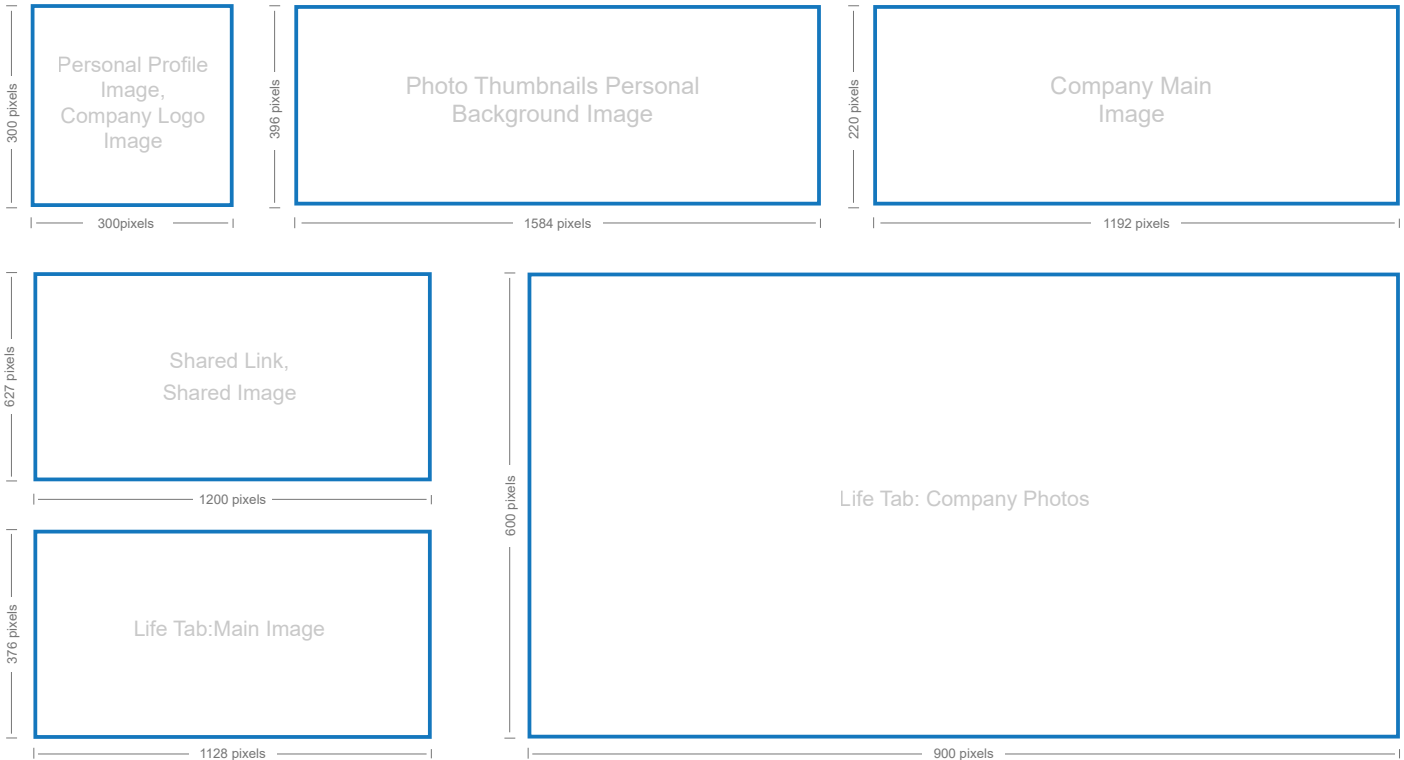 300 pixels
Personal Profile
Image,
Company Logo
Image
300pixels
396 pixels
Photo Thumbnails Personal
Background Image
1584 pixels
220 pixels
Company Main
Image
1192 pixels
627 pixels
Shared Link,
Shared Image
1200 pixels
376 pixels
Life Tab:Main Image
1128 pixels
600 pixels
Life Tab: Company Photos
900 pixels